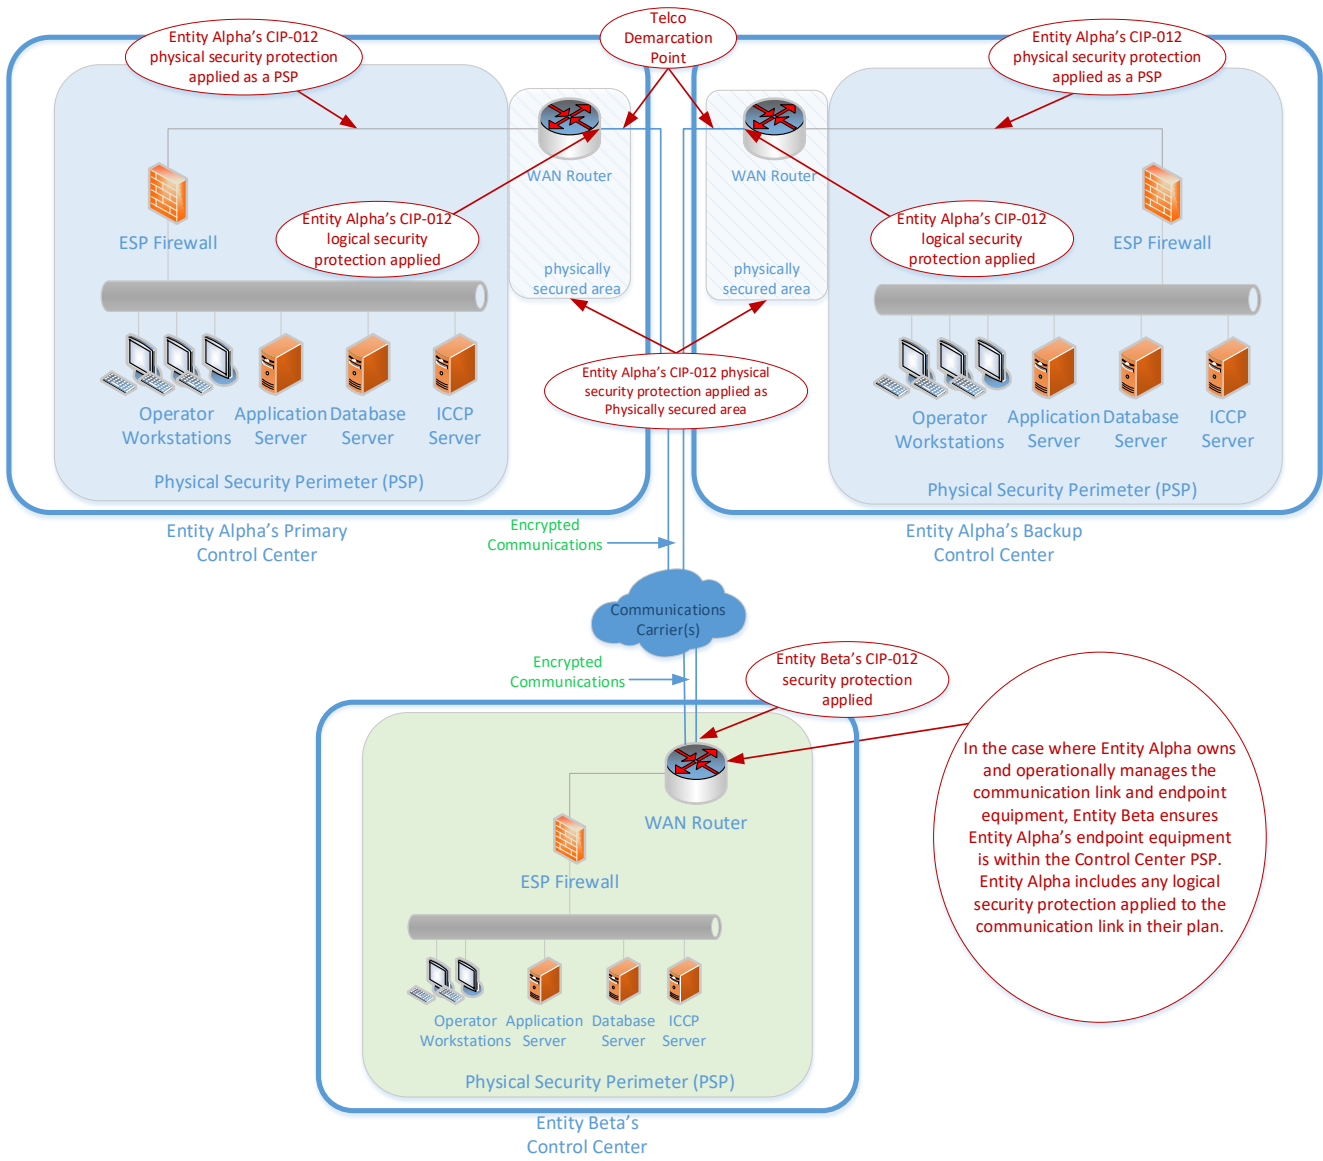 Entity Alpha's CIP-012
physical security protection
applied as a PSP
Telco
Demarcation
Point
Entity Alpha's CIP-012
physical security protection
applied as a PSP
WAN Router
WAN Router
ESP Firewall
Entity Alpha's CIP-012
logical security
protection applied
physically
secured area
Entity Alpha's CIP-012
logical security
protection applied
physically
secured area
ESP Firewall
Entity Alpha's CIP-012 physical
security protection applied as
Physically secured area
Operator
Workstations
Application
Server
Database
Server
ICCP
Server
Physical Security Perimeter (PSP)
Entity Alpha's Primary
Control Center
Operator
Workstations
Application
Server
Database
Server
ICCP
Server
Physical Security Perimeter (PSP)
Entity Alpha's Backup
Control Center
Encrypted
Communications
Communications
Carrier(s)
Encrypted
Communications
Entity Beta's CIP-012
security protection
applied
In the case where Entity Alpha owns
and operationally manages the
communication link and endpoint
equipment, Entity Beta ensures
Entity Alpha's endpoint equipment
is within the Control Center PSP.
Entity Alpha includes any logical
security protection applied to the
communication link in their plan.
WAN Router
ESP Firewall
Operator
Workstations
Application
Server
Database
Server
ICCP
Server
Physical Security Perimeter (PSP)
Entity Beta's
Control Center